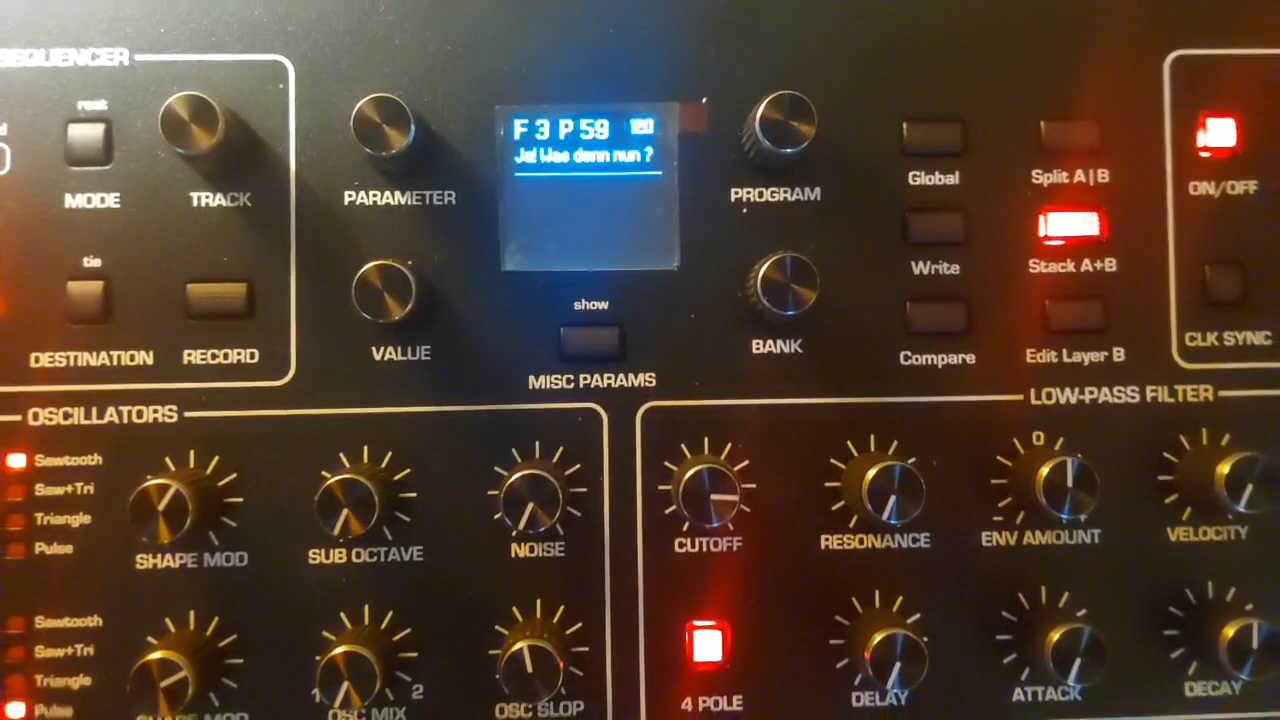 SEQUENCER
rest
MODE
TRACK
tie
DESTINATION
RECORD
PARAMETER
VALUE
F 3 P 59 120
Ja! Was denn nun ?
show
MISC PARAMS
PROGRAM
BANK
Global
Write
Compare
Split A|B
Stack A+B
Edit Layer B
ON/OFF
CLK SYNC
OSCILLATORS
Sawtooth
Saw+Tri
Triangle
Pulse
SHAPE MOD
SUB OCTAVE
NOISE
Sawtooth
Saw+Tri
Triangle
Pulse
SHAPE MOD
1 2
OSC MIX
OSC SLOP
LOW-PASS FILTER
CUTOFF
RESONANCE
0
ENV AMOUNT
VELOCITY
4 POLE
DELAY
ATTACK
DECAY